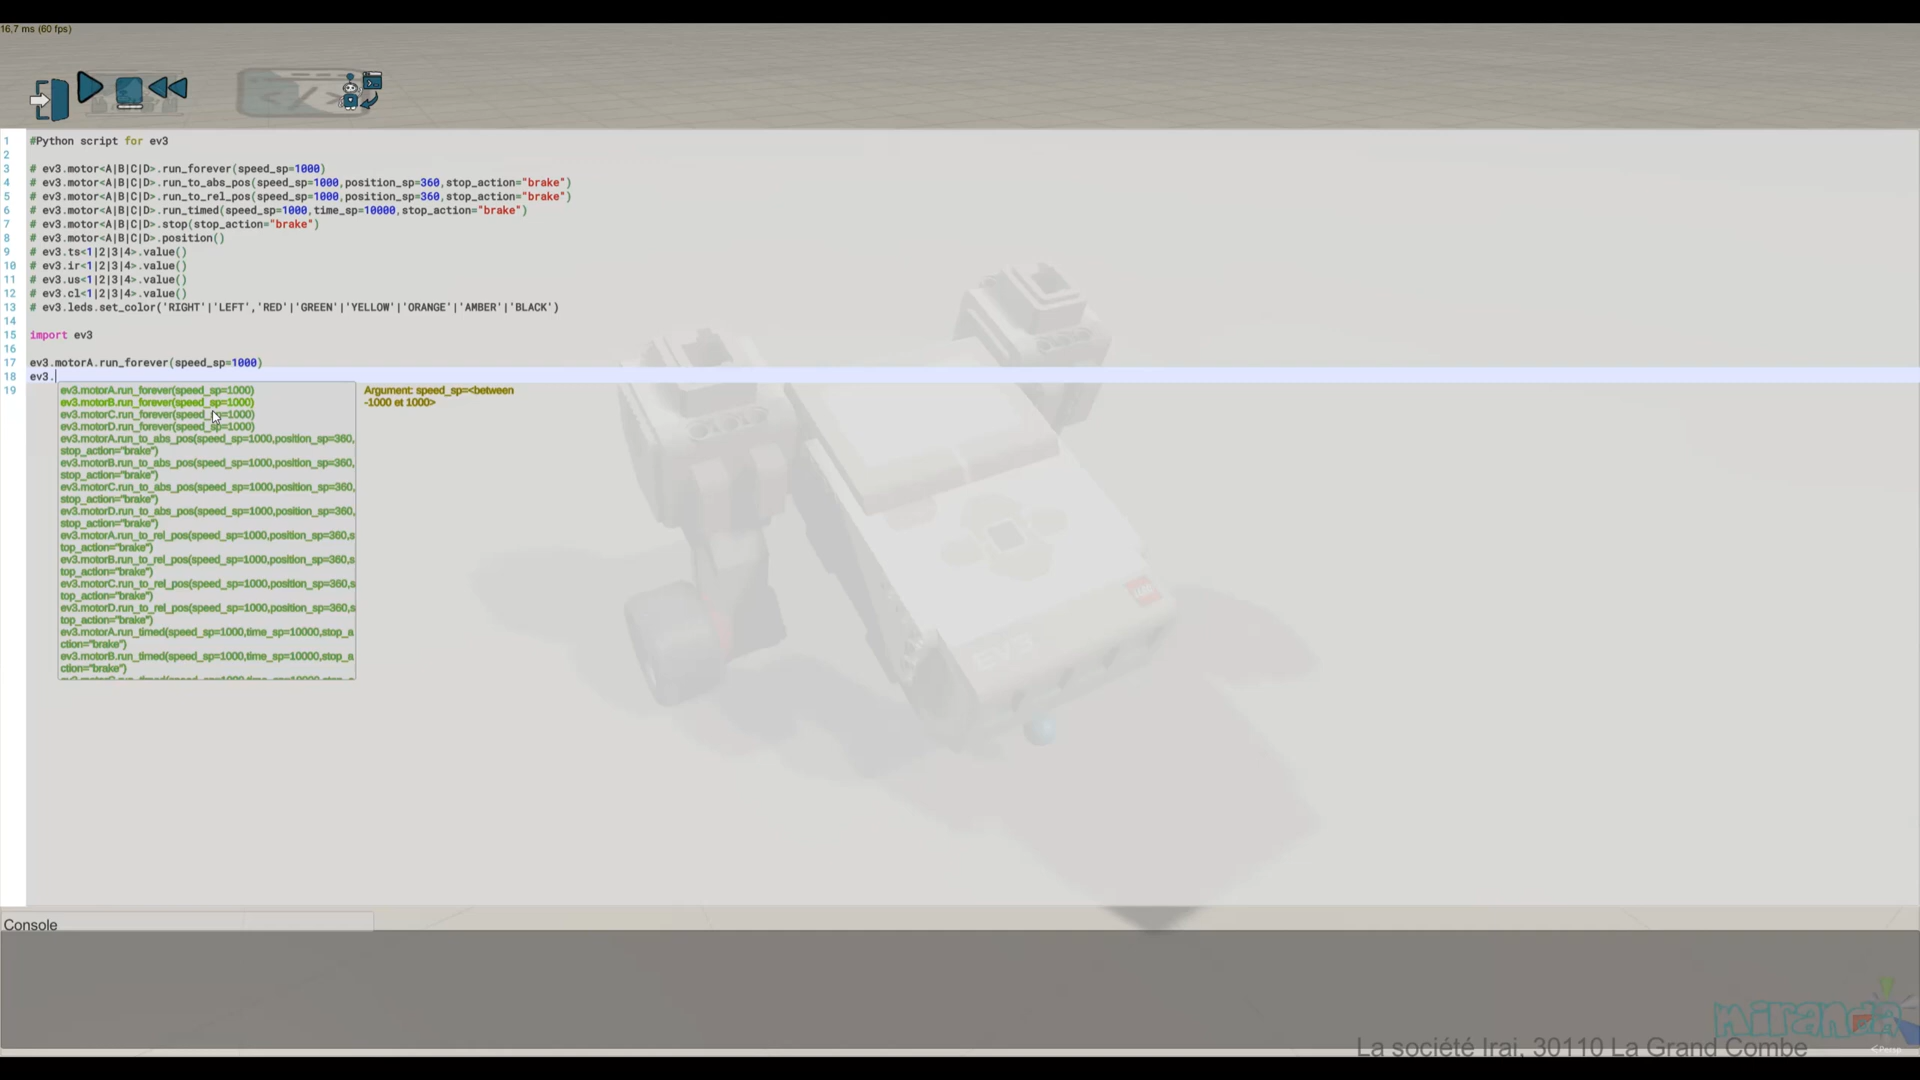 16,7 ms (60 fps)
1 #Python script for ev3
2
3 # ev3.motor<A|B|C|D>.run_forever(speed_sp=1000)
4 # ev3.motor<A|B|C|D>.run_to_abs_pos(speed_sp=1000,position_sp=360,stop_action="brake")
5 # ev3.motor<A|B|C|D>.run_to_rel_pos(speed_sp=1000,position_sp=360,stop_action="brake")
6 # ev3.motor<A|B|C|D>.run_timed(speed_sp=1000,time_sp=10000,stop_action="brake")
7 # ev3.motor<A|B|C|D>.stop(stop_action="brake")
8 # ev3.motor<A|B|C|D>.position()
9 # ev3.ts<1|2|3|4>.value()
10 # ev3.ir<1|2|3|4>.value()
11 # ev3.us<1|2|3|4>.value()
12 # ev3.cl<1|2|3|4>.value()
13 # ev3.leds.set_color('RIGHT'|'LEFT','RED'|'GREEN'|'YELLOW'|'ORANGE'|'AMBER'|'BLACK')
14
15 import ev3
16
17 ev3.motorA.run_forever(speed_sp=1000)
18 ev3.
19
ev3.motorA.run_forever(speed_sp=1000)
ev3.motorB.run_forever(speed_sp=1000)
ev3.motorC.run_forever(speed_sp=1000)
ev3.motorD.run_forever(speed_sp=1000)
ev3.motorA.run_to_abs_pos(speed_sp=1000,position_sp=360,
stop_action="brake")
ev3.motorB.run_to_abs_pos(speed_sp=1000,position_sp=360,
stop_action="brake")
ev3.motorC.run_to_abs_pos(speed_sp=1000,position_sp=360,
stop_action="brake")
ev3.motorD.run_to_abs_pos(speed_sp=1000,position_sp=360,
stop_action="brake")
ev3.motorA.run_to_rel_pos(speed_sp=1000,position_sp=360,s
top_action="brake")
ev3.motorB.run_to_rel_pos(speed_sp=1000,position_sp=360,s
top_action="brake")
ev3.motorC.run_to_rel_pos(speed_sp=1000,position_sp=360,s
top_action="brake")
ev3.motorD.run_to_rel_pos(speed_sp=1000,position_sp=360,s
top_action="brake")
ev3.motorA.run_timed(speed_sp=1000,time_sp=10000,stop_a
ction="brake")
ev3.motorB.run_timed(speed_sp=1000,time_sp=10000,stop_a
ction="brake")
Argument: speed_sp=<between
-1000 et 1000>
EV3
Console
miranda
La société Irai, 30110 La Grand Combe
<Persp